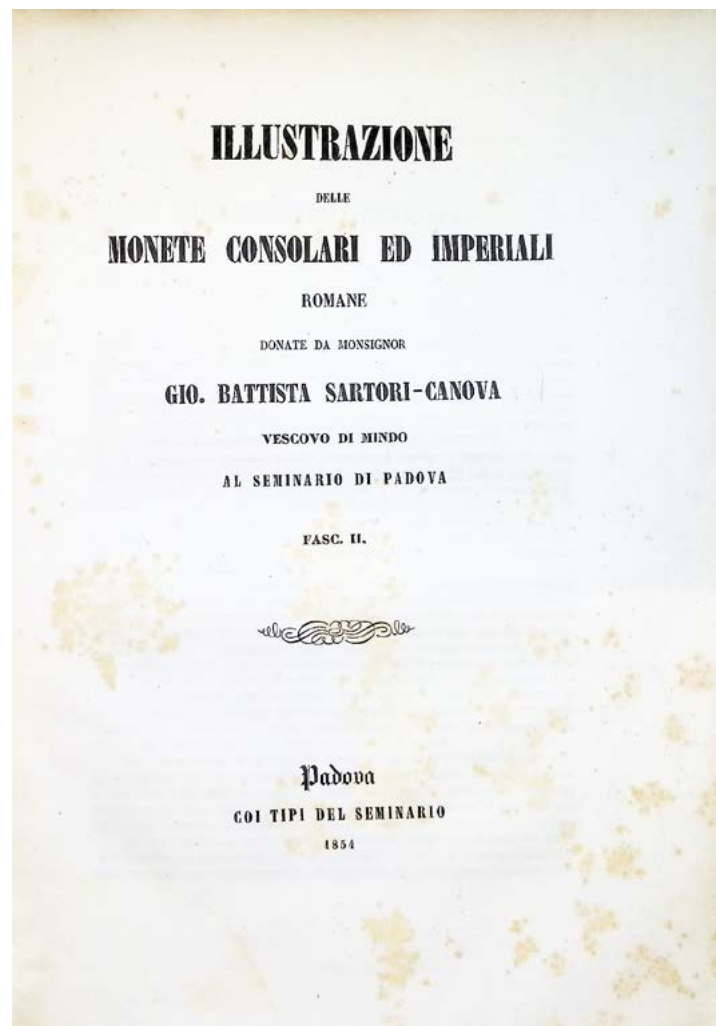 ILLUSTRAZIONE
DELLE
MONETE CONSOLARI ED IMPERIALI
ROMANE
DONATE DA MONSIGNOR
GIO. BATTISTA SARTORI-CANOVA
VESCOVO DI MINDO
AL SEMINARIO DI PADOVA
FASC. II.
Padova
COI TIPI DEL SEMINARIO
1854